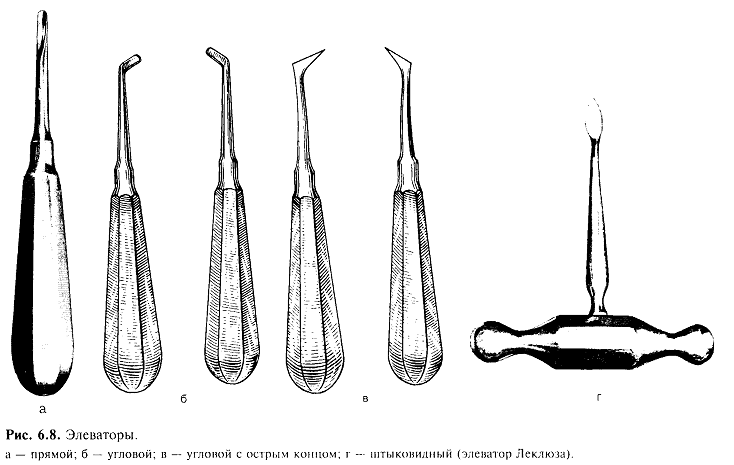 а
б
в
г
Рис. 6.8. Элеваторы.
а — прямой; б — угловой; в — угловой с острым концом; г — штыковидный (элеватор Леклюза).